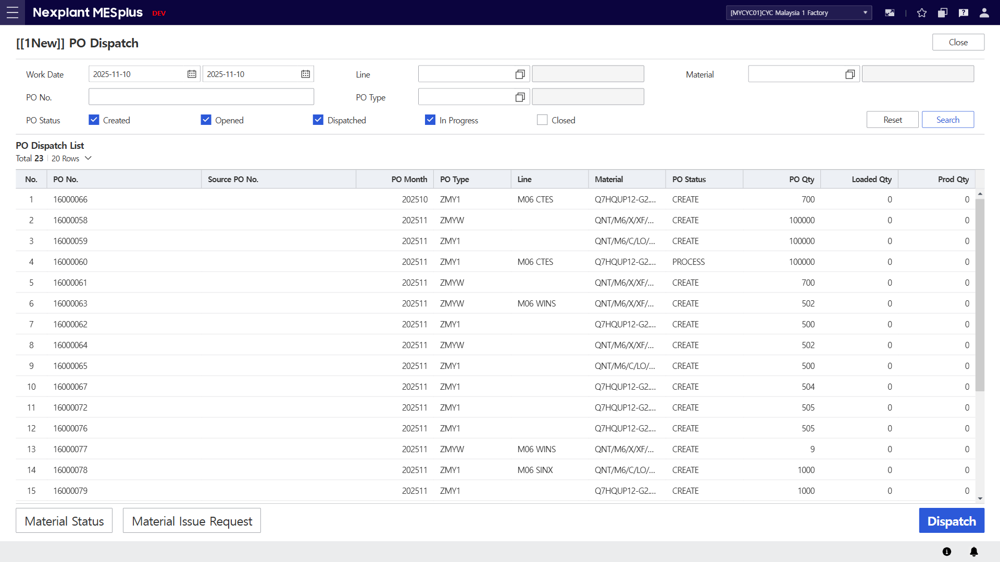 Nexplant MESplus DEV
[MYCYC01]CYC Malaysia 1 Factory
[[1New]] PO Dispatch
Close
Work Date 2025-11-10 2025-11-10 Line Material
PO No. PO Type
PO Status Created Opened Dispatched In Progress Closed Reset Search
PO Dispatch List
Total 23 20 Rows
No. PO No. Source PO No. PO Month PO Type Line Material PO Status PO Qty Loaded Qty Prod Qty
1 16000066 202510 ZMY1 M06 CTES Q7HQUP12-G2.... CREATE 700 0 0
2 16000058 202511 ZMYW QNT/M6/X/XF/... CREATE 100000 0 0
3 16000059 202511 ZMY1 QNT/M6/C/LO/... CREATE 100000 0 0
4 16000060 202511 ZMY1 M06 CTES Q7HQUP12-G2.... PROCESS 100000 0 0
5 16000061 202511 ZMYW QNT/M6/X/XF/... CREATE 700 0 0
6 16000063 202511 ZMYW M06 WINS QNT/M6/X/XF/... CREATE 502 0 0
7 16000062 202511 ZMY1 Q7HQUP12-G2.... CREATE 500 0 0
8 16000064 202511 ZMYW QNT/M6/X/XF/... CREATE 502 0 0
9 16000065 202511 ZMY1 QNT/M6/C/LO/... CREATE 500 0 0
10 16000067 202511 ZMY1 Q7HQUP12-G2.... CREATE 504 0 0
11 16000072 202511 ZMY1 Q7HQUP12-G2.... CREATE 505 0 0
12 16000076 202511 ZMY1 Q7HQUP12-G2.... CREATE 505 0 0
13 16000077 202511 ZMYW M06 WINS QNT/M6/X/XF/... CREATE 9 0 0
14 16000078 202511 ZMY1 M06 SINX QNT/M6/C/LO/... CREATE 1000 0 0
15 16000079 202511 ZMY1 Q7HQUP12-G2.... CREATE 1000 0 0
Material Status Material Issue Request Dispatch